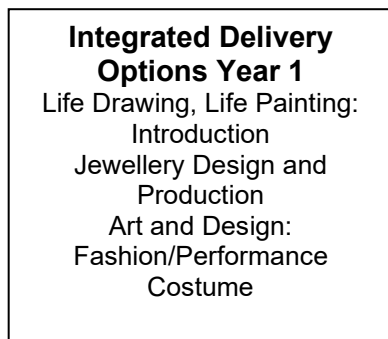 Integrated Delivery
Options Year 1
Life Drawing, Life Painting:
Introduction
Jewellery Design and
Production
Art and Design:
Fashion/Performance
Costume